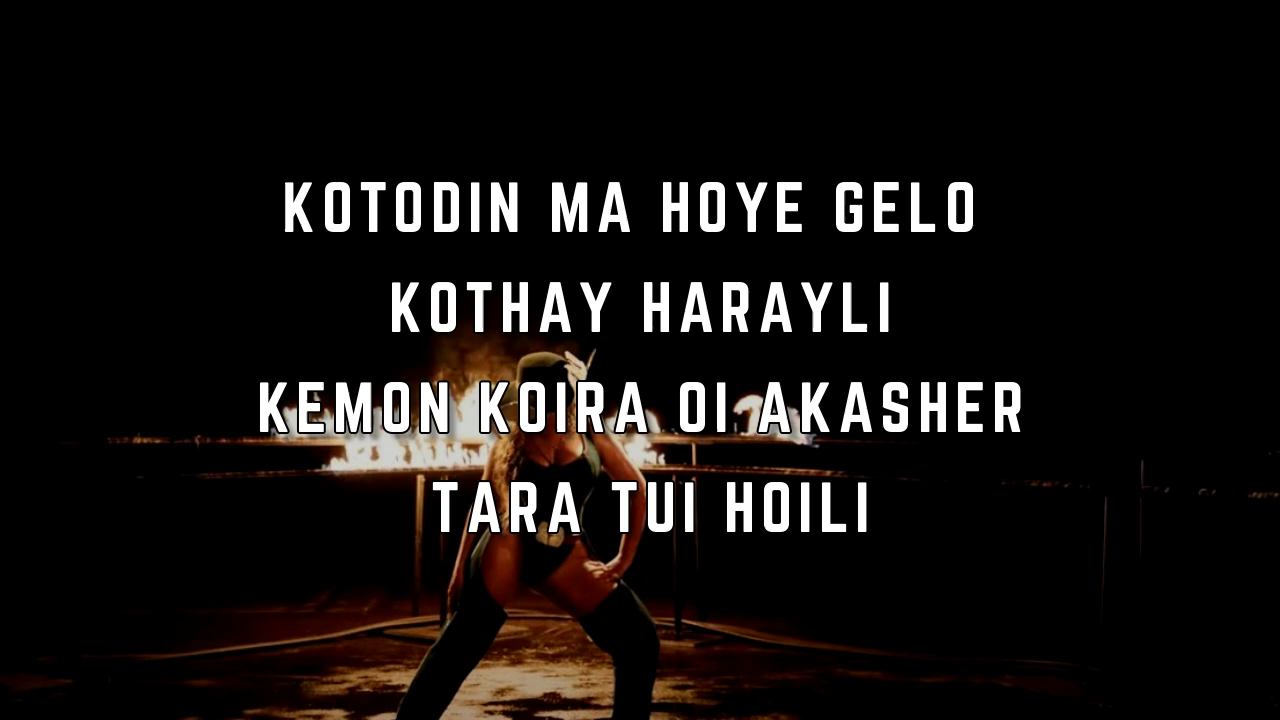 KOTODIN MA HOYE GELO
KOTHAY HARAYLI
KEMON KOIRA OI AKASHER
TARA TUI HOILI